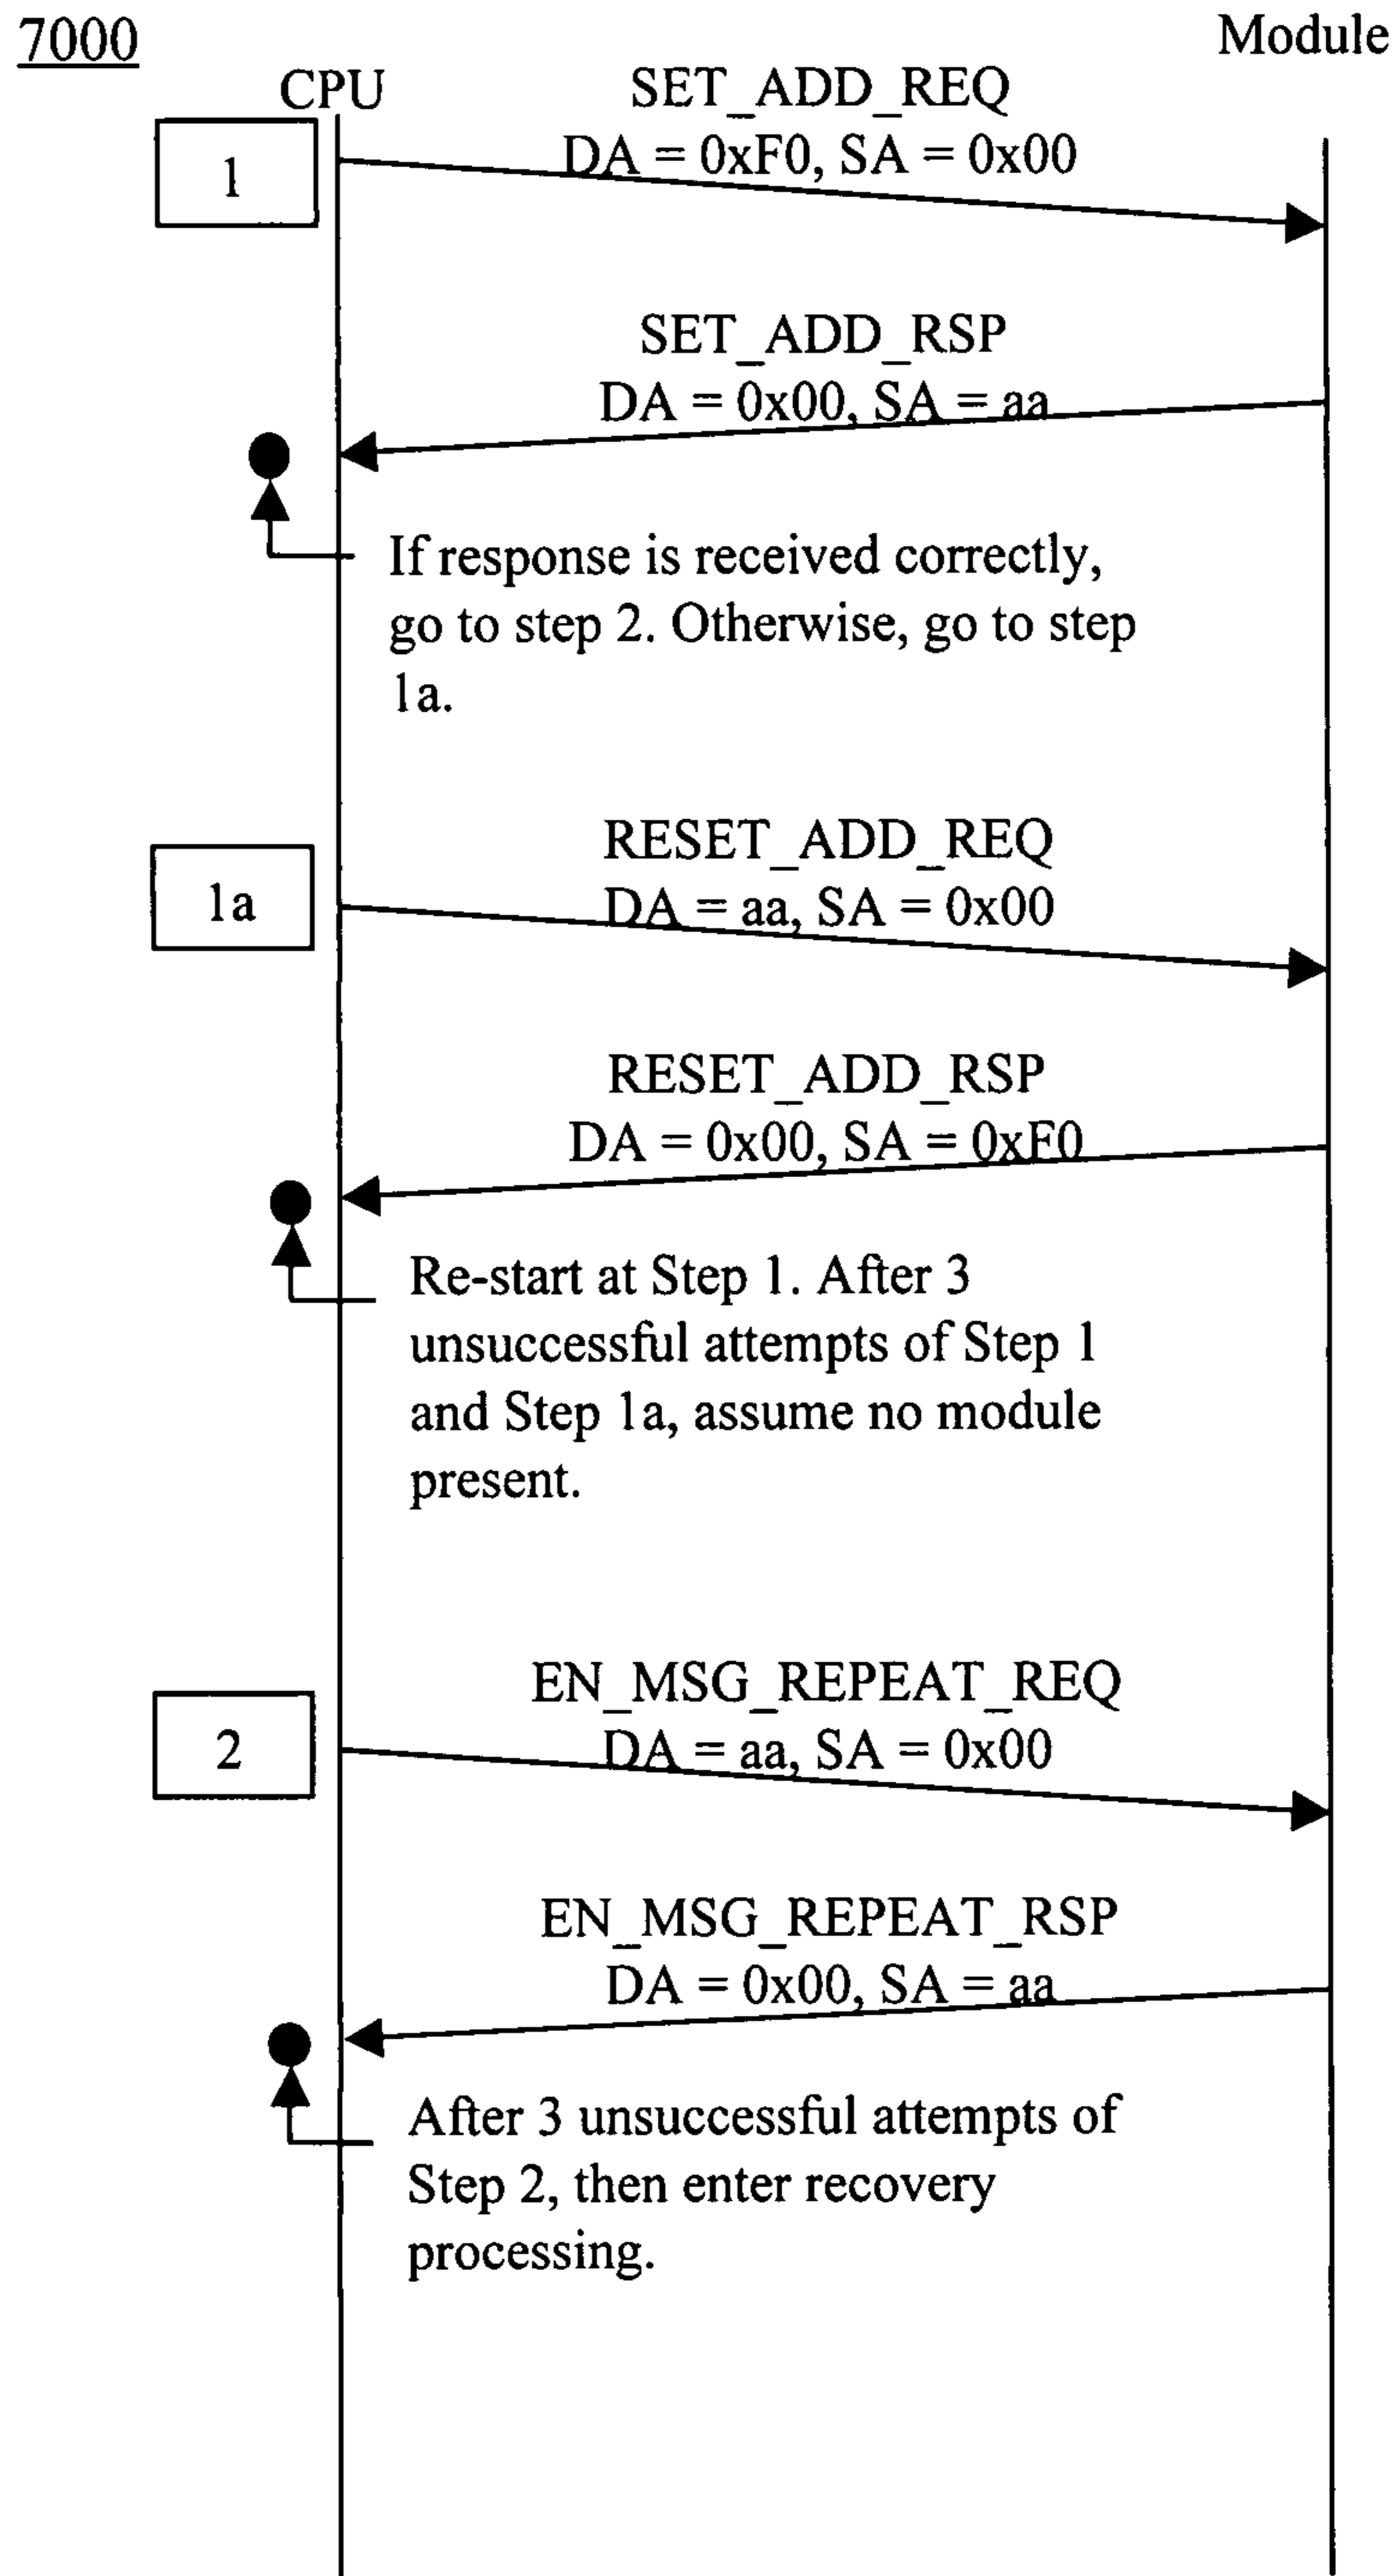 7000
Module
CPU
SET_ADD_REQ
1
DA = 0xF0, SA = 0x00
SET_ADD_RSP
DA = 0x00, SA = aa
If response is received correctly,
go to step 2. Otherwise, go to step
1a.
RESET_ADD_REQ
1a
DA = aa, SA = 0x00
RESET_ADD_RSP
DA = 0x00, SA = 0xF0
Re-start at Step 1. After 3
unsuccessful attempts of Step 1
and Step 1a, assume no module
present.
EN_MSG_REPEAT_REQ
2
DA = aa, SA = 0x00
EN_MSG_REPEAT_RSP
DA = 0x00, SA = aa
After 3 unsuccessful attempts of
Step 2, then enter recovery
processing.